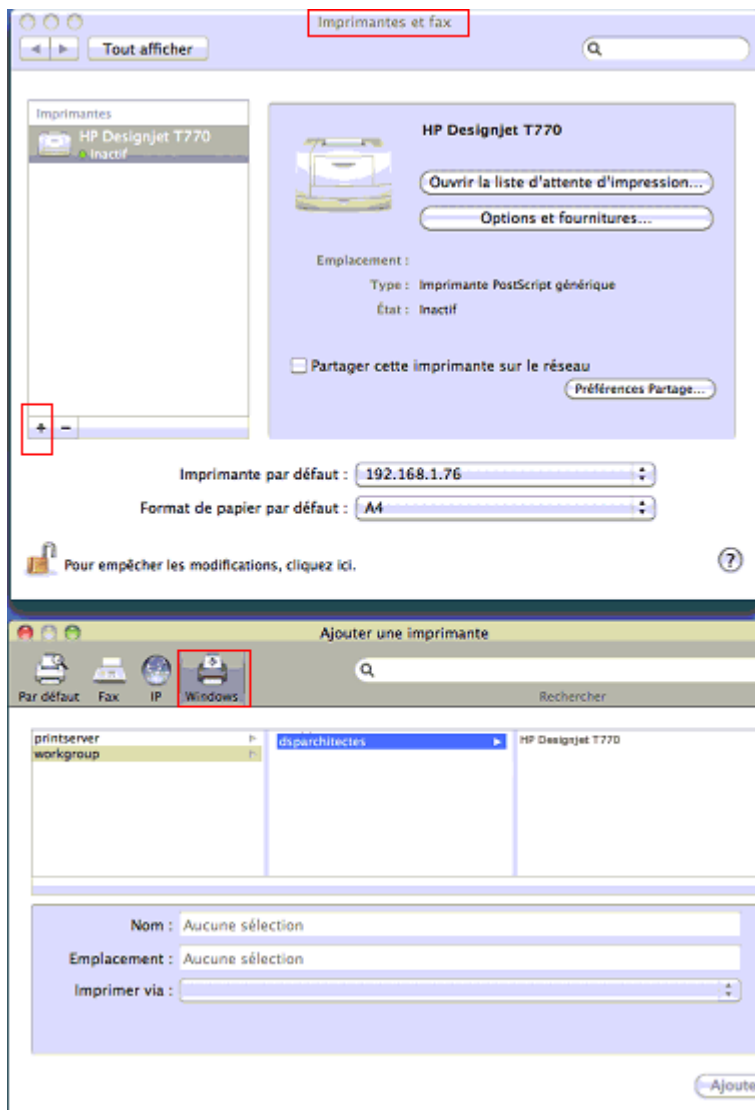 Imprimantes et fax
Tout afficher
Imprimantes
HP Designjet T770
Inactif
HP Designjet T770
Ouvrir la liste d'attente d'impression...
Options et fournitures...
Emplacement :
Type : Imprimante PostScript générique
État : Inactif
Partager cette imprimante sur le réseau
Préférences Partage...
+ −
Imprimante par défaut : 192.168.1.76
Format de papier par défaut : A4
Pour empêcher les modifications, cliquez ici.
?
Ajouter une imprimante
Par défaut Fax IP Windows Rechercher
printserver
workgroup
dsparchitectes
HP Designjet T770
Nom : Aucune sélection
Emplacement : Aucune sélection
Imprimer via :
Ajoute